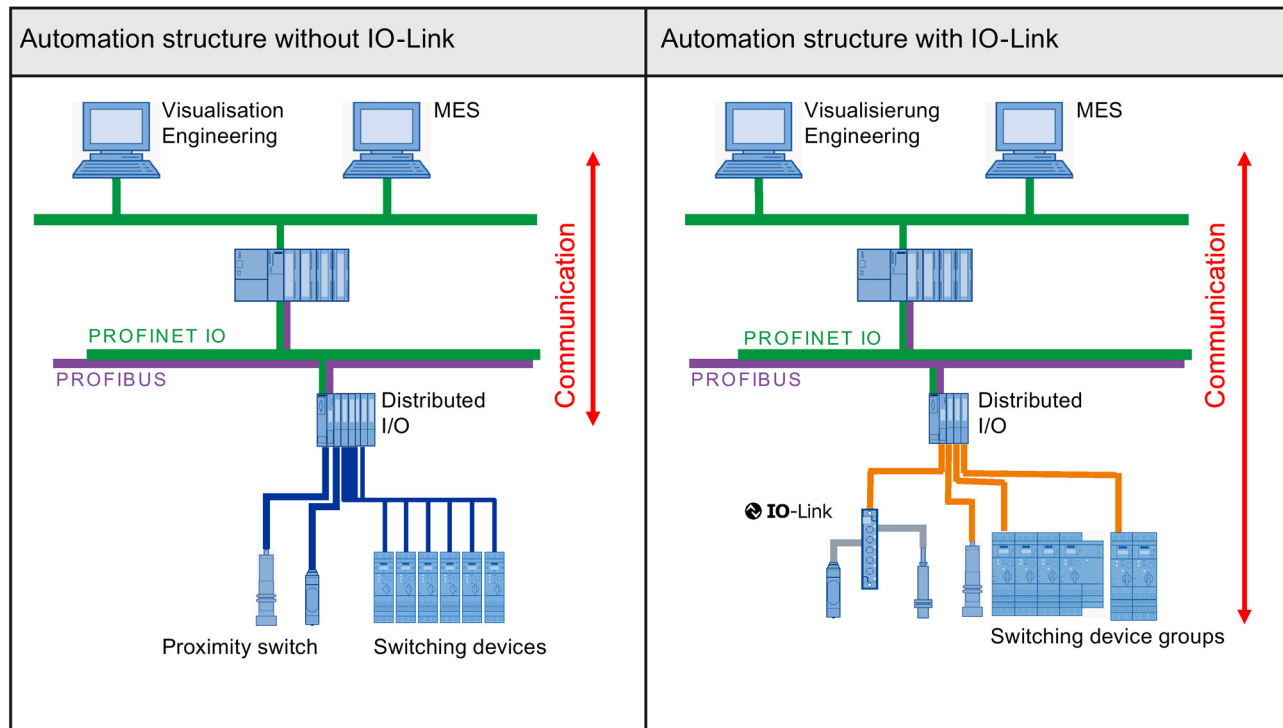 Automation structure without IO-Link
Visualisation
Engineering
MES
Communication
PROFINET IO
PROFIBUS
Distributed
I/O
Proximity switch
Switching devices
Automation structure with IO-Link
Visualisierung
Engineering
MES
Communication
PROFINET IO
PROFIBUS
Distributed
I/O
IO-Link
Switching device groups